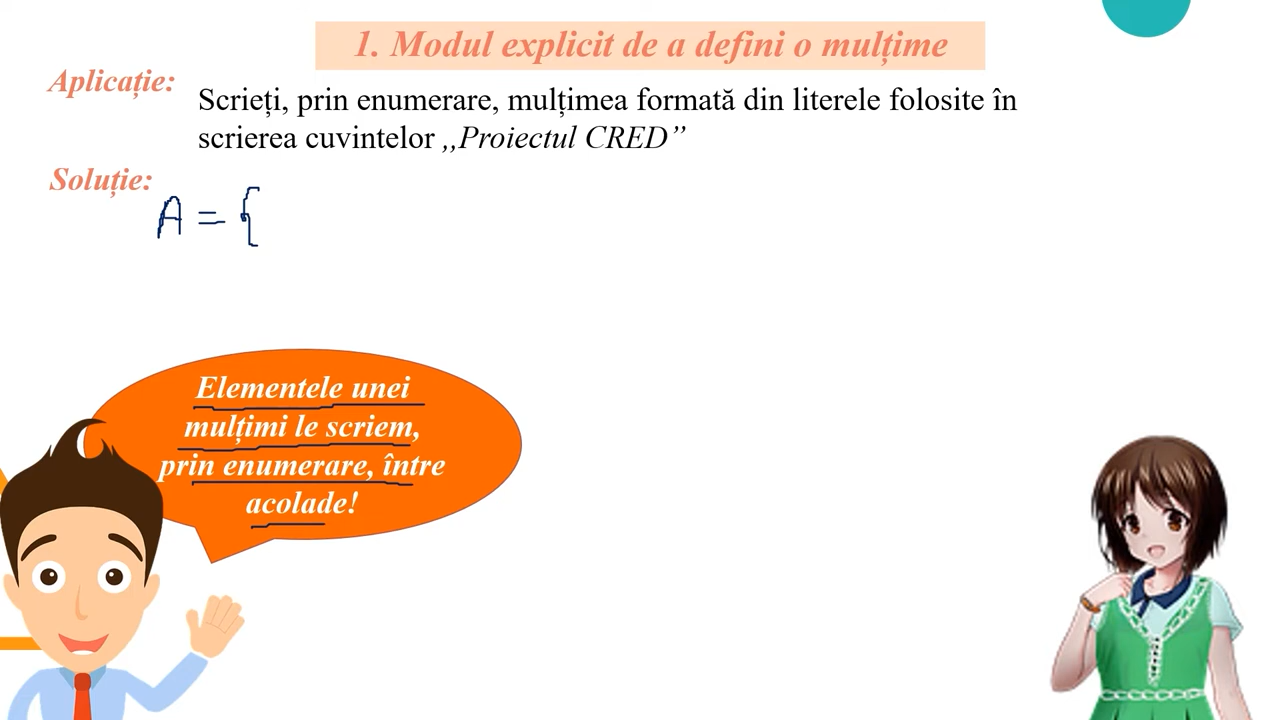 1. Modul explicit de a defini o mulțime
Aplicație:
Scrieți, prin enumerare, mulțimea formată din literele folosite în
scrierea cuvintelor ,,Proiectul CRED”
Soluție:
A = {
Elementele unei
mulțimi le scriem,
prin enumerare, între
acolade!